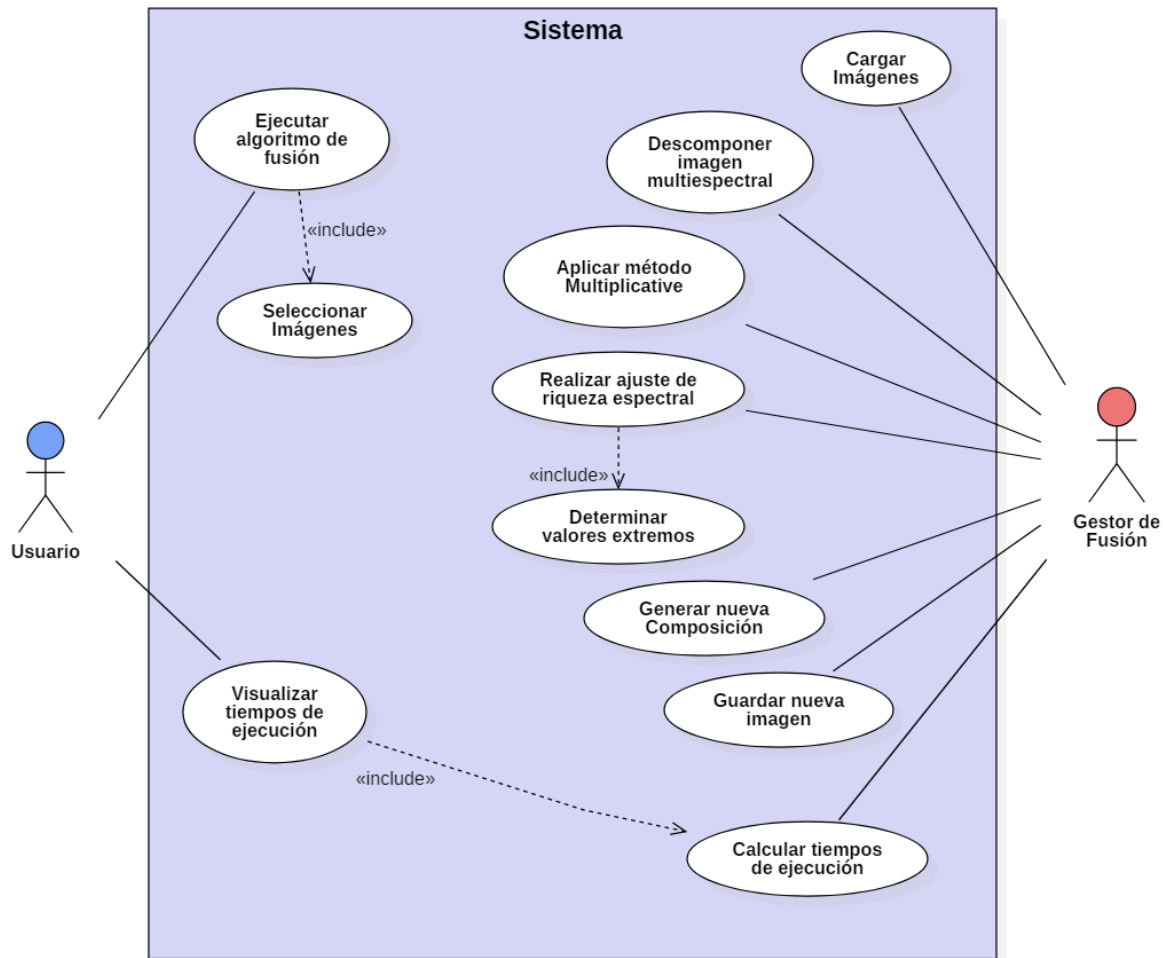 Sistema
Cargar
Imágenes
Ejecutar
algoritmo de
fusión
Descomponer
imagen
multiespectral
«include»
Aplicar método
Multiplicative
Seleccionar
Imágenes
Realizar ajuste de
riqueza espectral
«include»
Determinar
valores extremos
Usuario
Gestor de
Fusión
Generar nueva
Composición
Visualizar
tiempos de
ejecución
Guardar nueva
imagen
«include»
Calcular tiempos
de ejecución